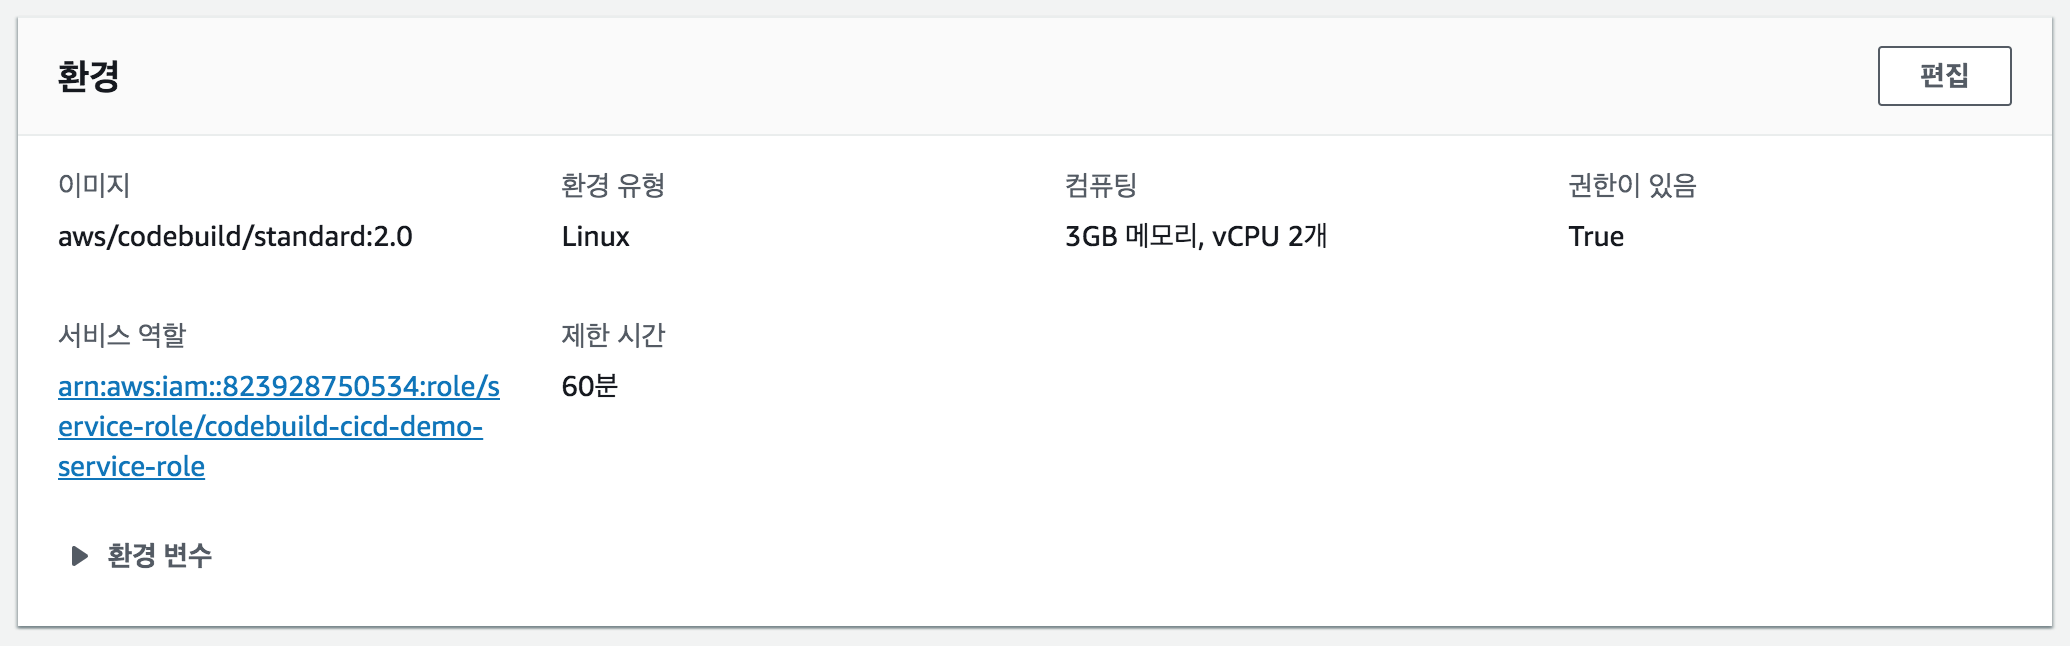 환경
편집
이미지
aws/codebuild/standard:2.0
환경 유형
Linux
컴퓨팅
3GB 메모리, vCPU 2개
권한이 있음
True
서비스 역할
arn:aws:iam::823928750534:role/s
ervice-role/codebuild-cicd-demo-
service-role
제한 시간
60분
환경 변수